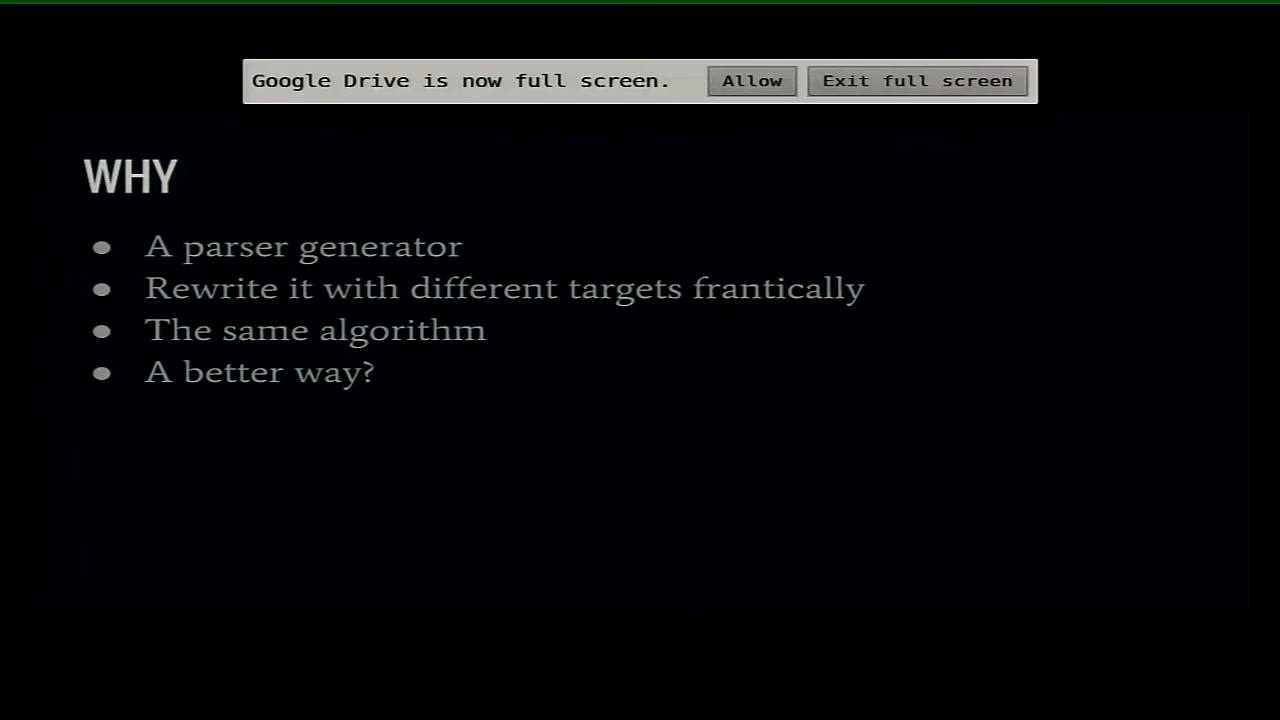 Google Drive is now full screen. Allow Exit full screen
WHY
● A parser generator
● Rewrite it with different targets frantically
● The same algorithm
● A better way?